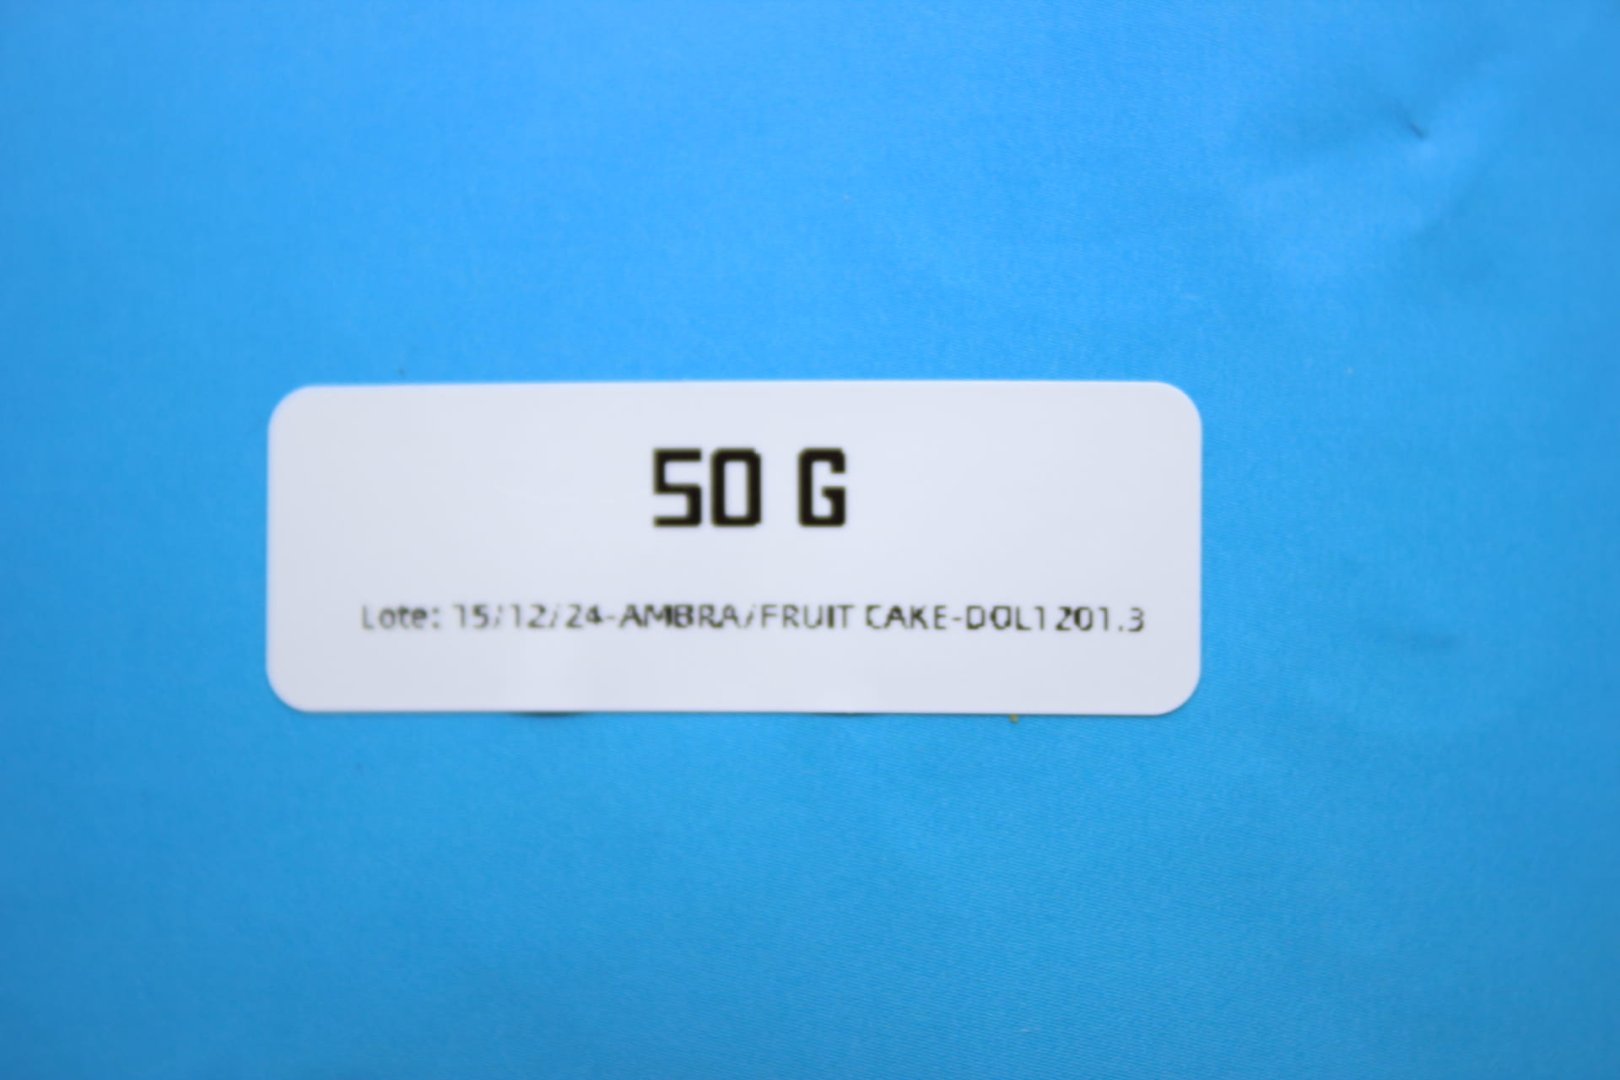 50 G
Lote: 15/12/24-AMBRA/FRUIT CAKE-DOL1201.3